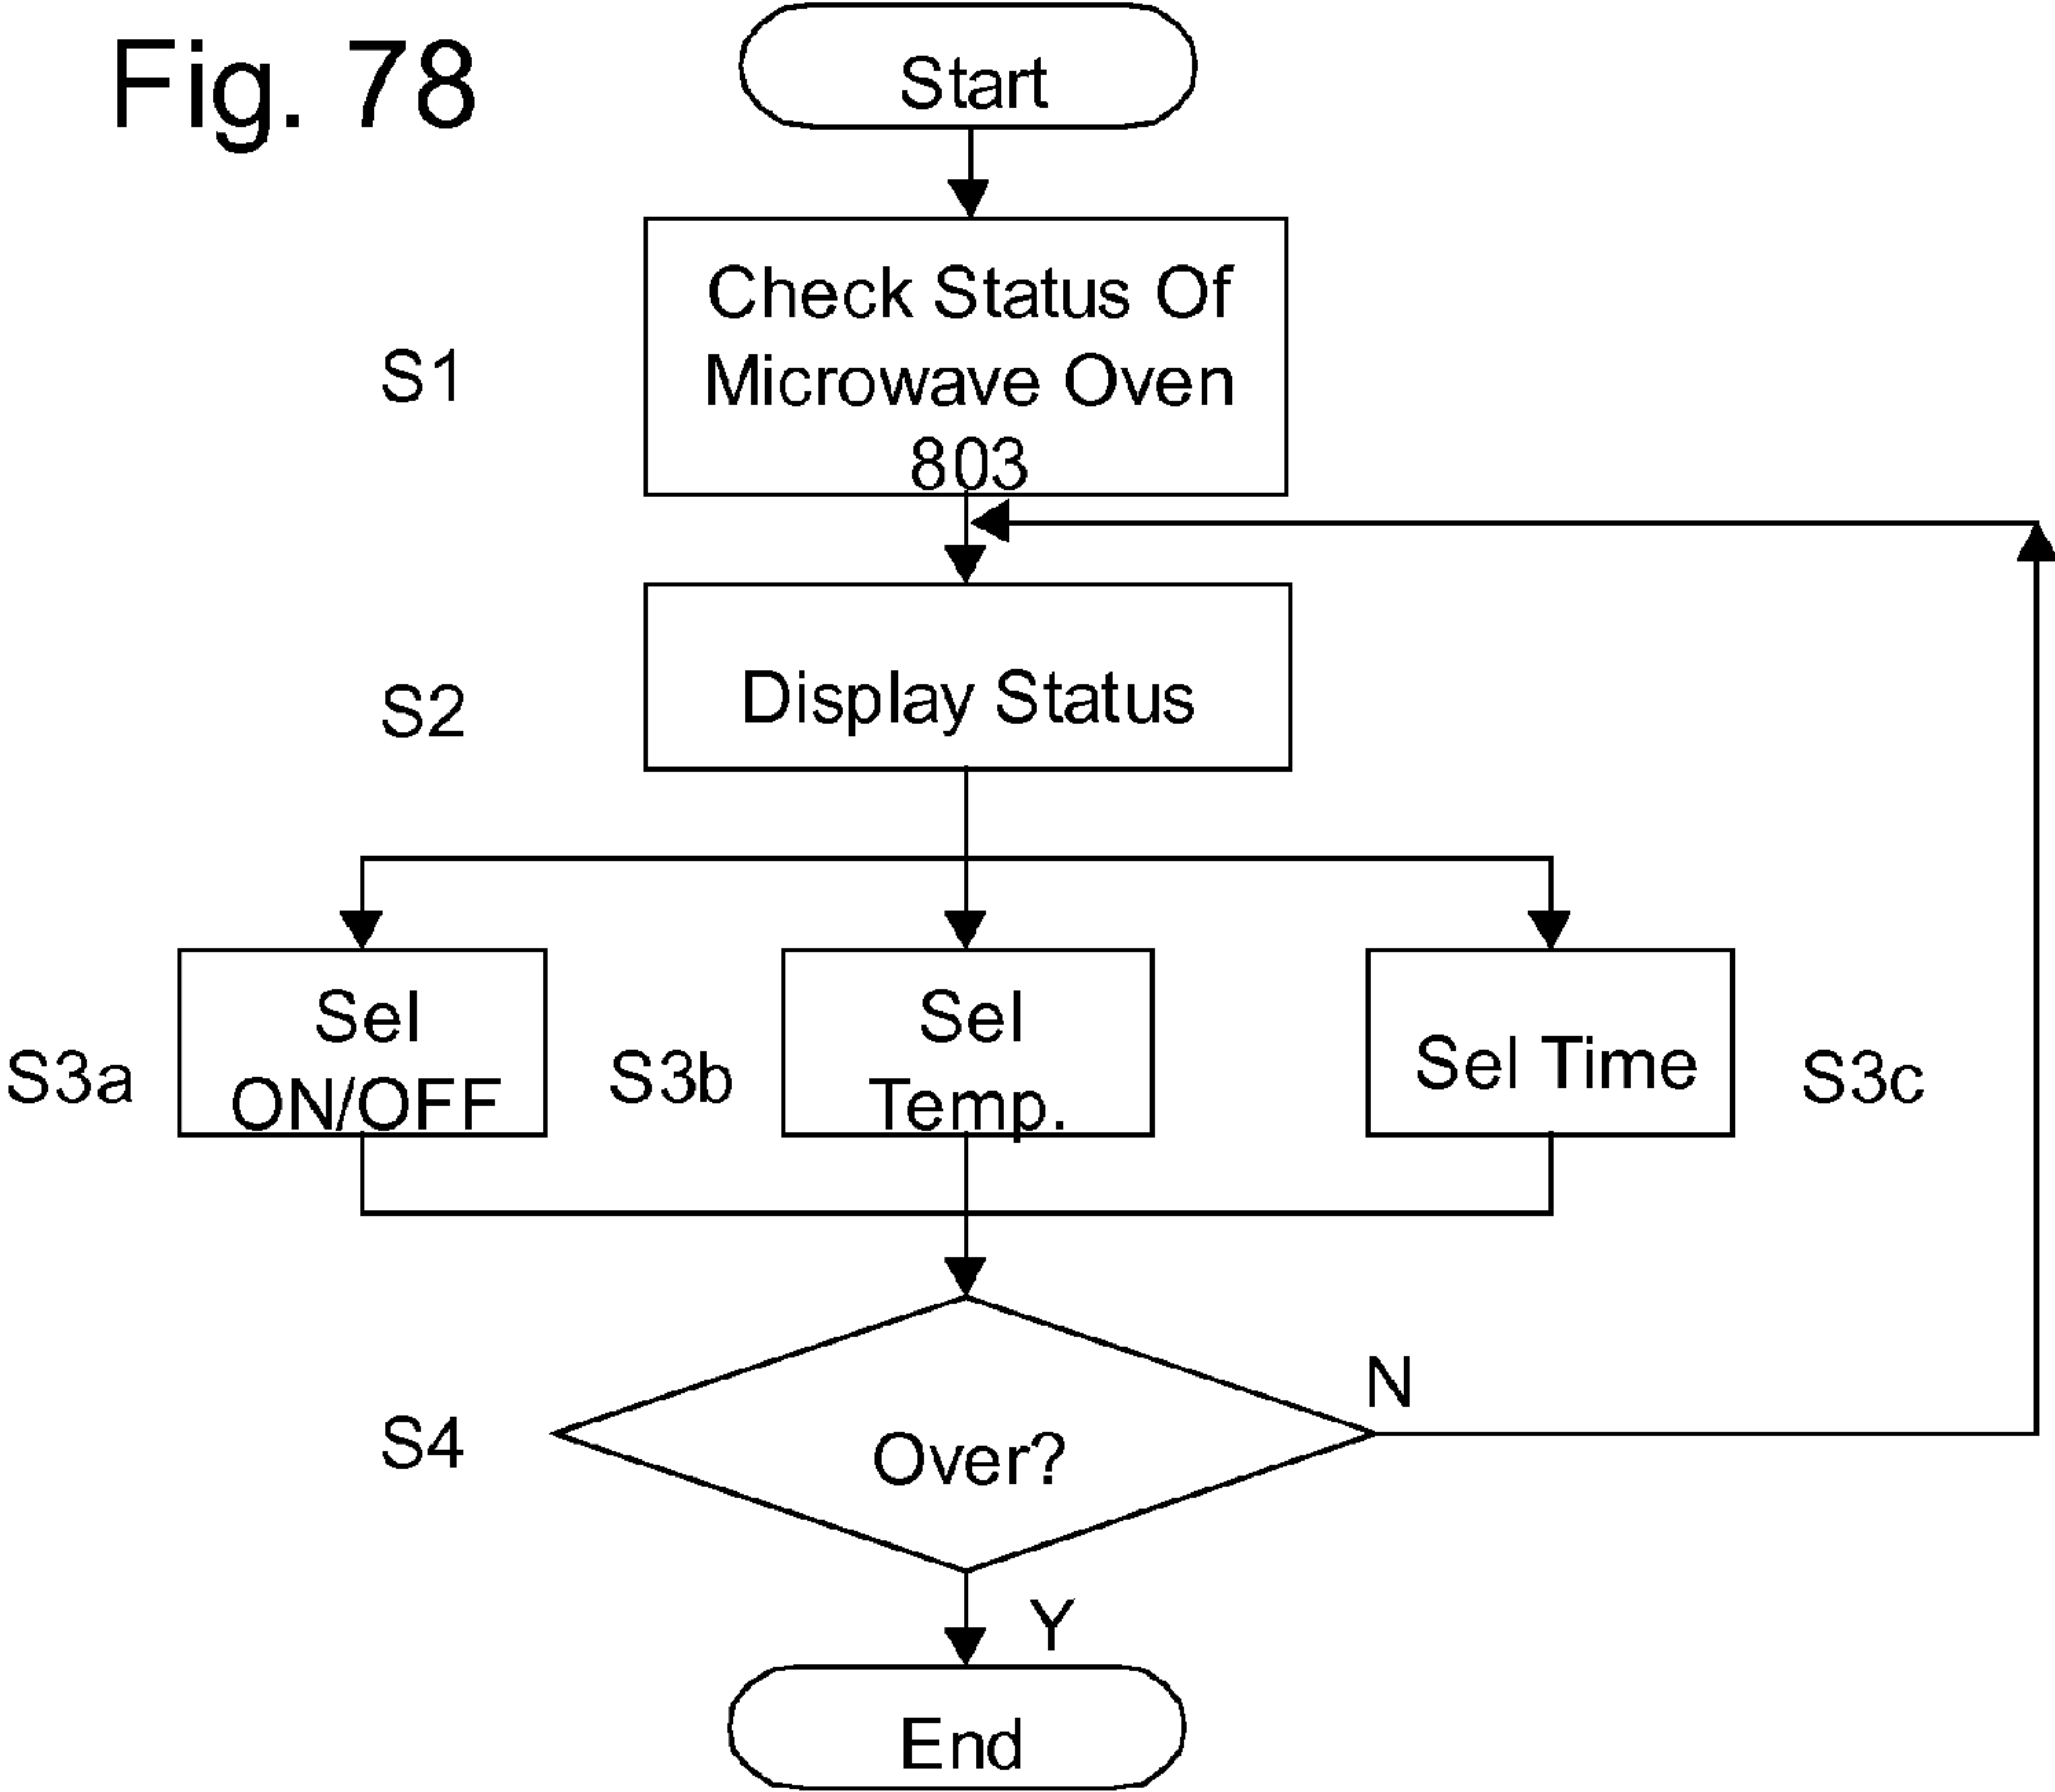 Fig. 78
Start
Check Status Of
Microwave Oven
803
S1
Display Status
S2
Sel
ON/OFF
S3a
Sel
Temp.
S3b
Sel Time
S3c
Over?
S4
N
Y
End